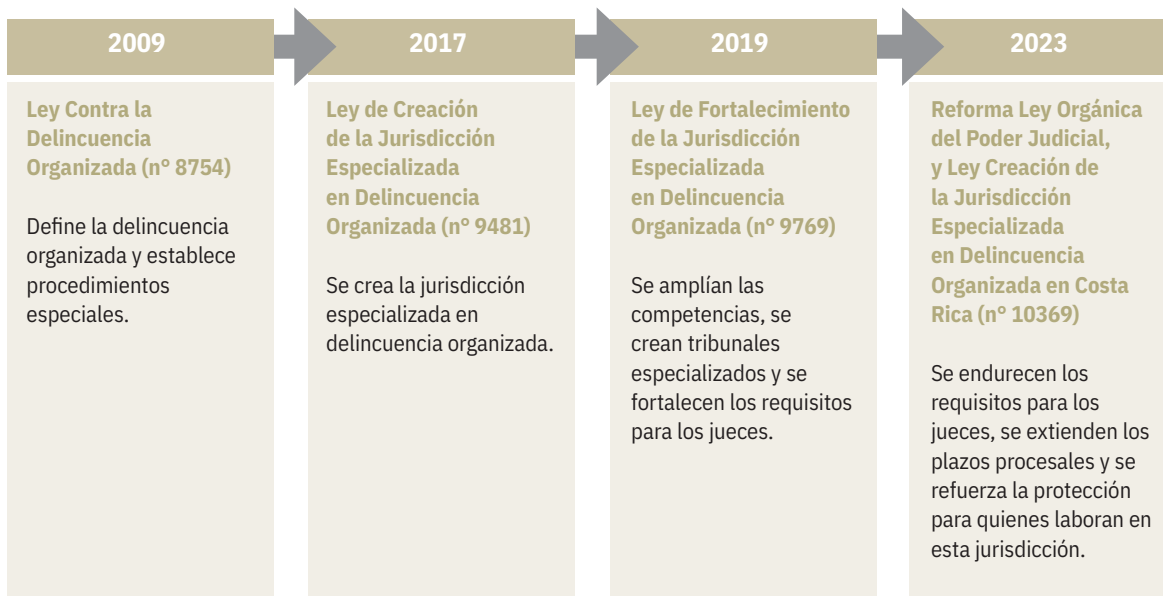 2009
Ley Contra la
Delincuencia
Organizada (n° 8754)
Define la delincuencia
organizada y establece
procedimientos
especiales.
2017
Ley de Creación
de la Jurisdicción
Especializada
en Delincuencia
Organizada (n° 9481)
Se crea la jurisdicción
especializada en
delincuencia organizada.
2019
Ley de Fortalecimiento
de la Jurisdicción
Especializada
en Delincuencia
Organizada (n° 9769)
Se amplían las
competencias, se
crean tribunales
especializados y se
fortalecen los requisitos
para los jueces.
2023
Reforma Ley Orgánica
del Poder Judicial,
y Ley Creación de
la Jurisdicción
Especializada
en Delincuencia
Organizada en Costa
Rica (n° 10369)
Se endurecen los
requisitos para los
jueces, se extienden los
plazos procesales y se
refuerza la protección
para quienes laboran en
esta jurisdicción.